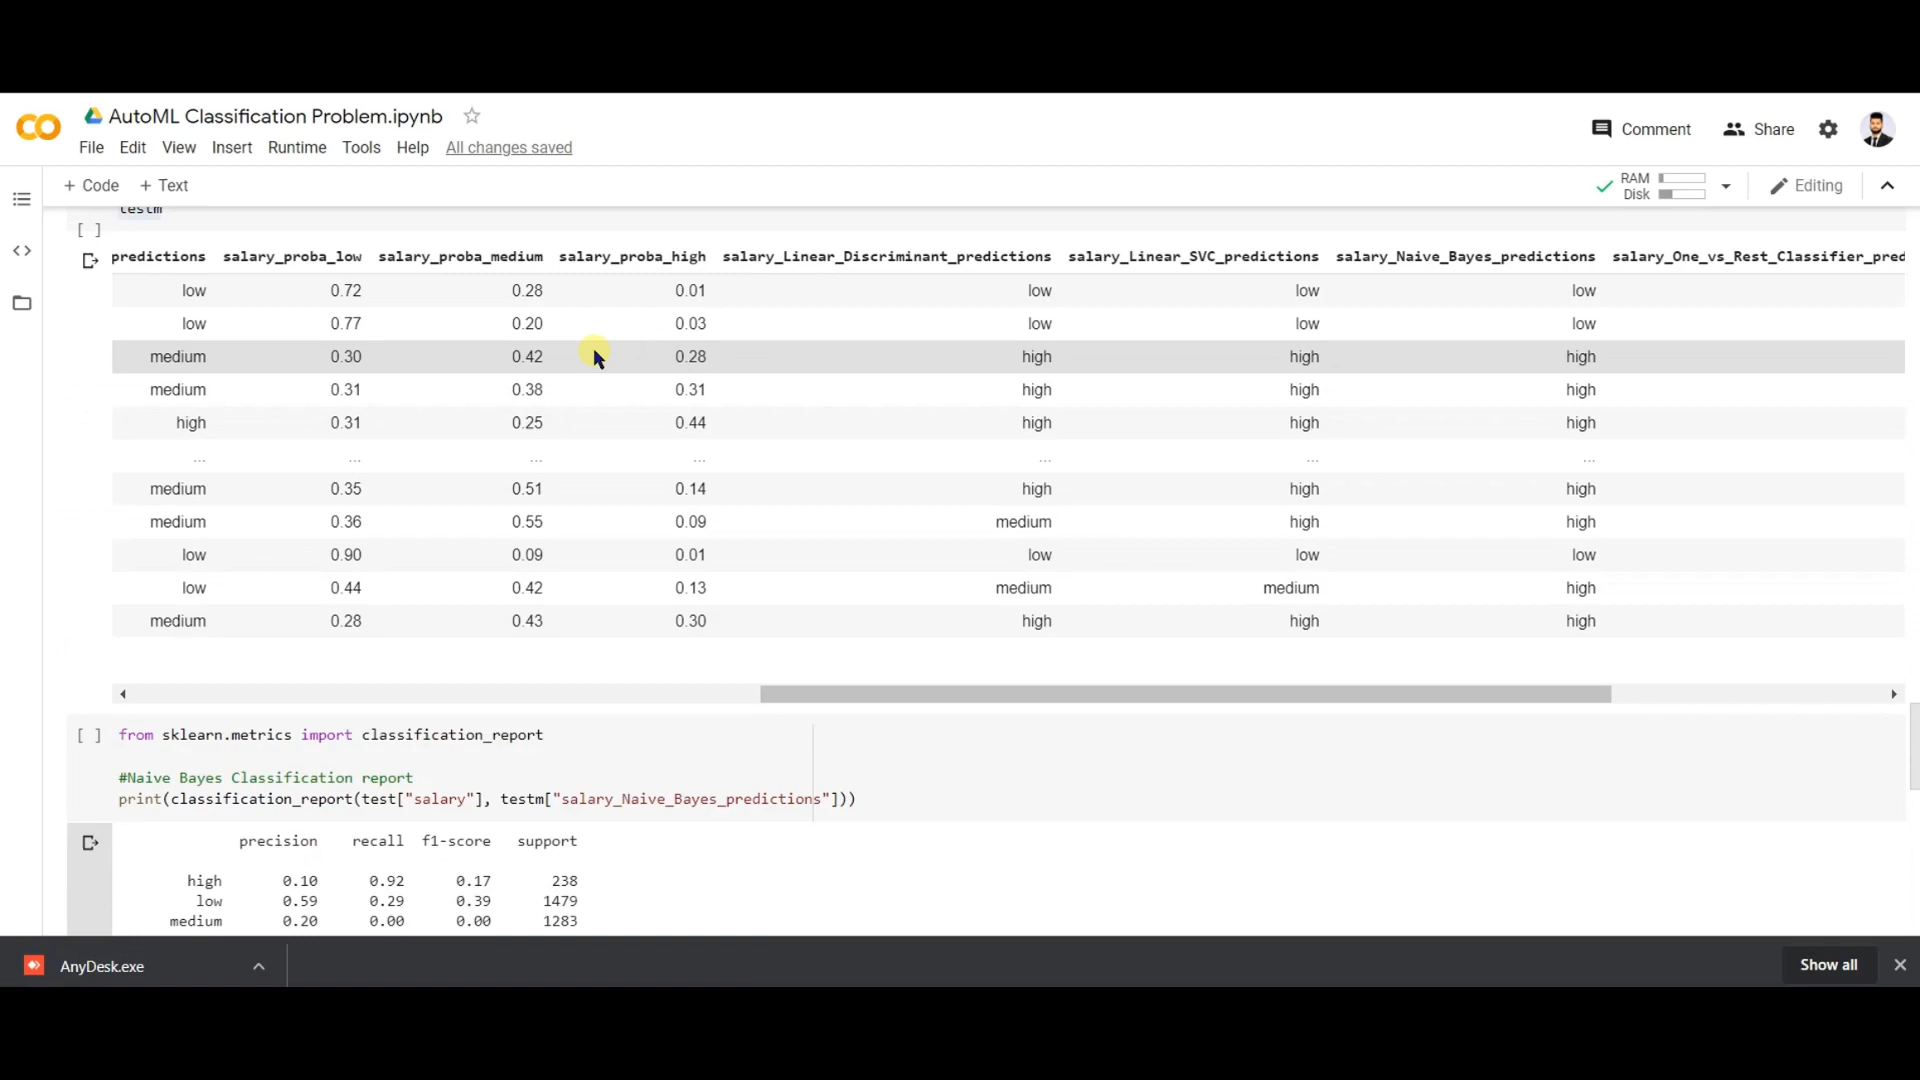 AutoML Classification Problem.ipynb
File Edit View Insert Runtime Tools Help All changes saved
Comment Share
+ Code + Text
RAM
Disk
Editing
testm
[ ]
predictions salary_proba_low salary_proba_medium salary_proba_high salary_Linear_Discriminant_predictions salary_Linear_SVC_predictions salary_Naive_Bayes_predictions salary_One_vs_Rest_Classifier_pred
low 0.72 0.28 0.01 low low low
low 0.77 0.20 0.03 low low low
medium 0.30 0.42 0.28 high high high
medium 0.31 0.38 0.31 high high high
high 0.31 0.25 0.44 high high high
... ... ... ... ... ... ...
medium 0.35 0.51 0.14 high high high
medium 0.36 0.55 0.09 medium high high
low 0.90 0.09 0.01 low low low
low 0.44 0.42 0.13 medium medium high
medium 0.28 0.43 0.30 high high high
[ ] from sklearn.metrics import classification_report
#Naive Bayes Classification report
print(classification_report(test["salary"], testm["salary_Naive_Bayes_predictions"]))
precision recall f1-score support
high 0.10 0.92 0.17 238
low 0.59 0.29 0.39 1479
medium 0.20 0.00 0.00 1283
AnyDesk.exe
Show all